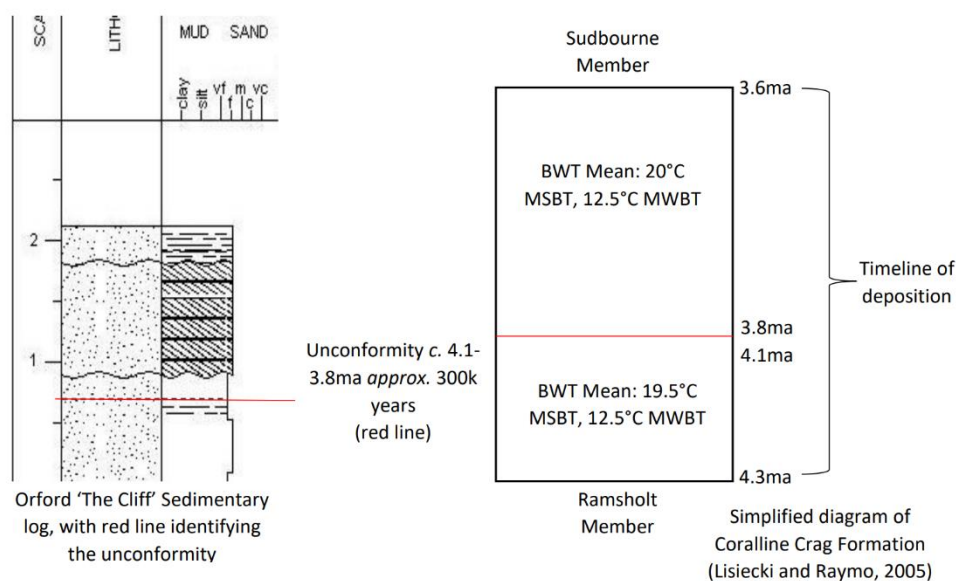 SCA
LITH
MUD SAND
clay
silt
vf
f
m
c
vc
2
1
Orford ‘The Cliff’ Sedimentary
log, with red line identifying
the unconformity
Unconformity c. 4.1-
3.8ma approx. 300k
years
(red line)
Sudbourne
Member
3.6ma
BWT Mean: 20°C
MSBT, 12.5°C MWBT
3.8ma
4.1ma
BWT Mean: 19.5°C
MSBT, 12.5°C MWBT
4.3ma
Ramsholt
Member
Timeline of
deposition
Simplified diagram of
Coralline Crag Formation
(Lisiecki and Raymo, 2005)